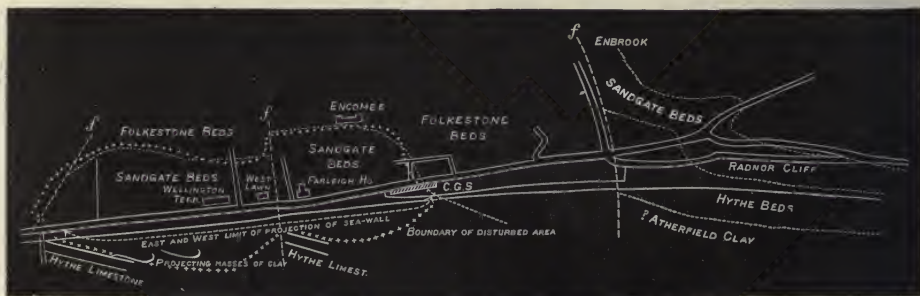 f
ENBROOK
SANDGATE BEDS
f
ENCOMBE
f
FOLKESTONE BEDS
FOLKESTONE
BEDS
SANDGATE
BEDS
SANDGATE BEDS
WELLINGTON
TERR.
WEST
LAWN
FARLEIGH HO.
C.G.S
RADNOR CLIFF
HYTHE BEDS
EAST AND WEST LIMIT OF PROJECTION OF SEA-WALL
BOUNDARY OF DISTURBED AREA
? ATHERFIELD CLAY
PROJECTING MASSES OF CLAY
HYTHE LIMEST.
HYTHE LIMESTONE